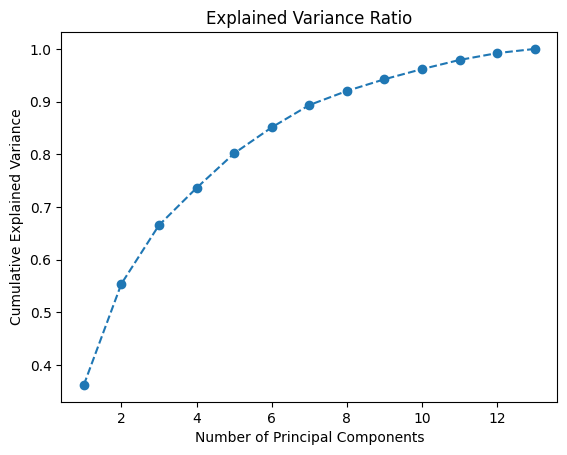 Explained Variance Ratio
1.0
0.9
0.8
0.7
0.6
0.5
0.4
Cumulative Explained Variance
2 4 6 8 10 12
Number of Principal Components